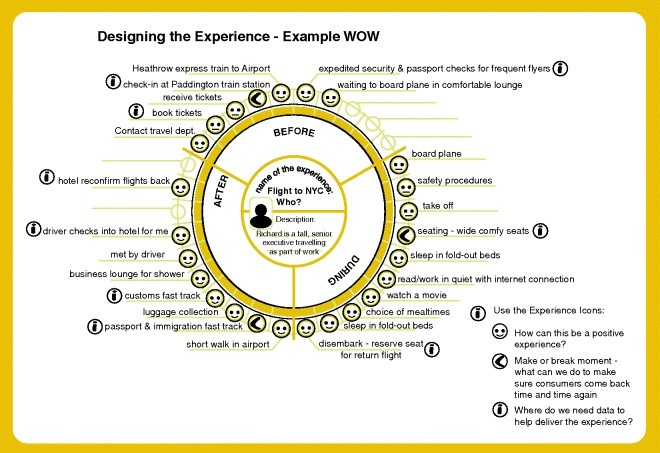 Designing the Experience - Example WOW
Heathrow express train to Airport
check-in at Paddington train station
receive tickets
book tickets
Contact travel dept.
expedited security & passport checks for frequent flyers
waiting to board plane in comfortable lounge
BEFORE
board plane
safety procedures
take off
seating - wide comfy seats
sleep in fold-out beds
read/work in quiet with internet connection
watch a movie
choice of mealtimes
sleep in fold-out beds
disembark - reserve seat
for return flight
DURING
hotel reconfirm flights back
driver checks into hotel for me
met by driver
business lounge for shower
customs fast track
luggage collection
passport & immigration fast track
short walk in airport
AFTER
name of the experience:
Flight to NYC
Who?
Description:
Richard is a tall, senior
executive travelling
as part of work
Use the Experience Icons:
How can this be a positive
experience?
Make or break moment -
what can we do to make
sure consumers come back
time and time again
Where do we need data to
help deliver the experience?